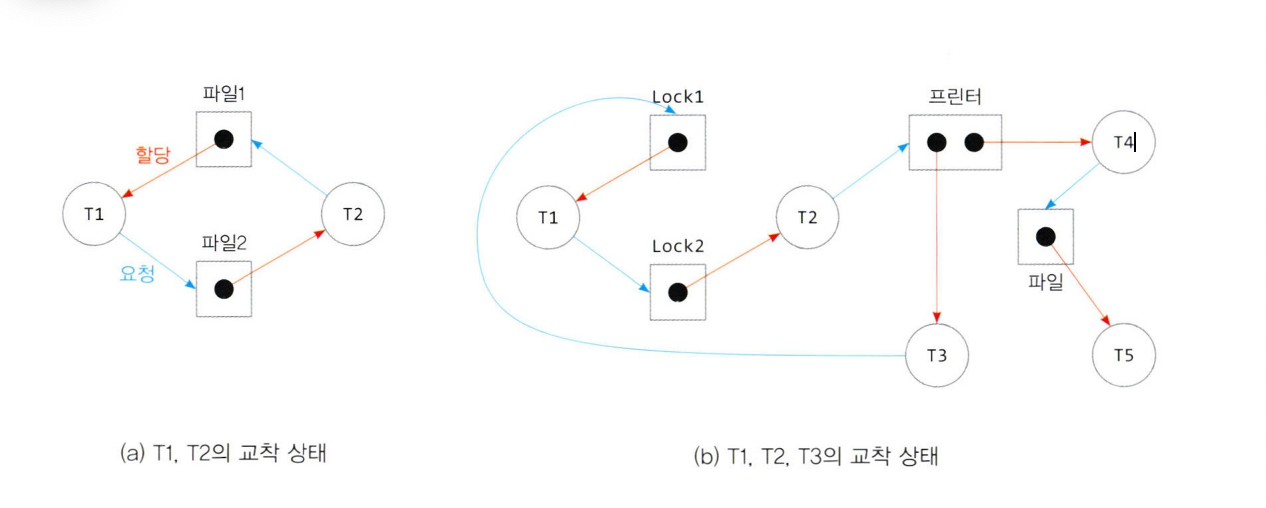 파일1
할당
T1
T2
파일2
요청
(a) T1, T2의 교착 상태
Lock1
프린터
T4
T1
T2
Lock2
파일
T3
T5
(b) T1, T2, T3의 교착 상태